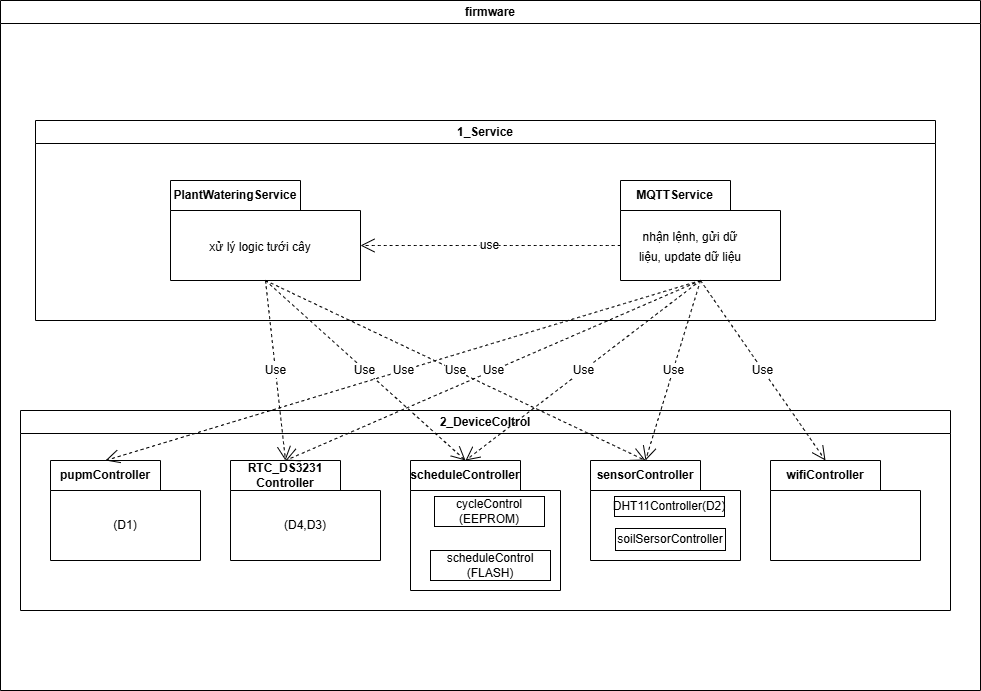 firmware
1_Service
PlantWateringService
MQTTService
xử lý logic tưới cây
use
nhận lệnh, gửi dữ
liệu, update dữ liệu
Use
Use
Use
Use
Use
Use
Use
Use
2_DeviceColtrol
pupmController
RTC_DS3231
Controller
scheduleController
sensorController
wifiController
(D1)
(D4,D3)
cycleControl
(EEPROM)
scheduleControl
(FLASH)
DHT11Controller(D2)
soilSersorController